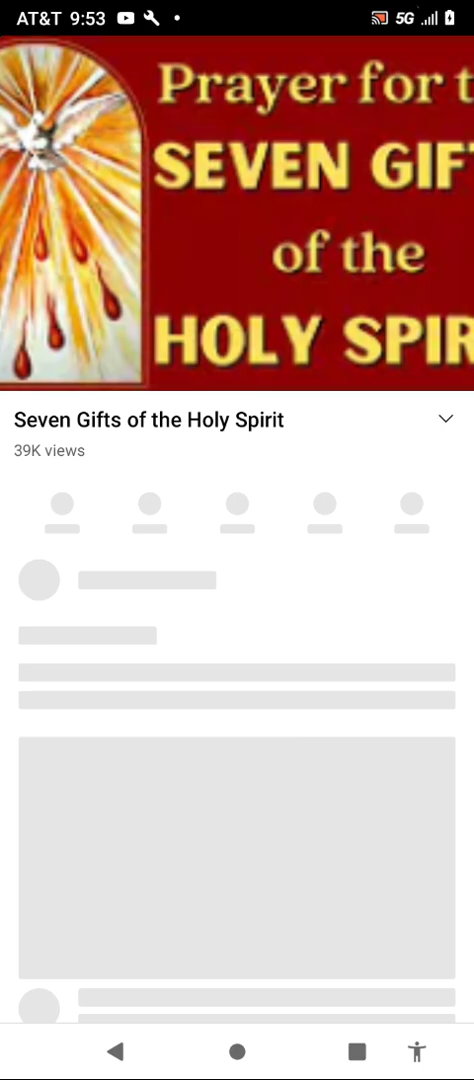 AT&T 9:53
5G
Prayer for t
SEVEN GIFT
of the
HOLY SPIR
Seven Gifts of the Holy Spirit
39K views